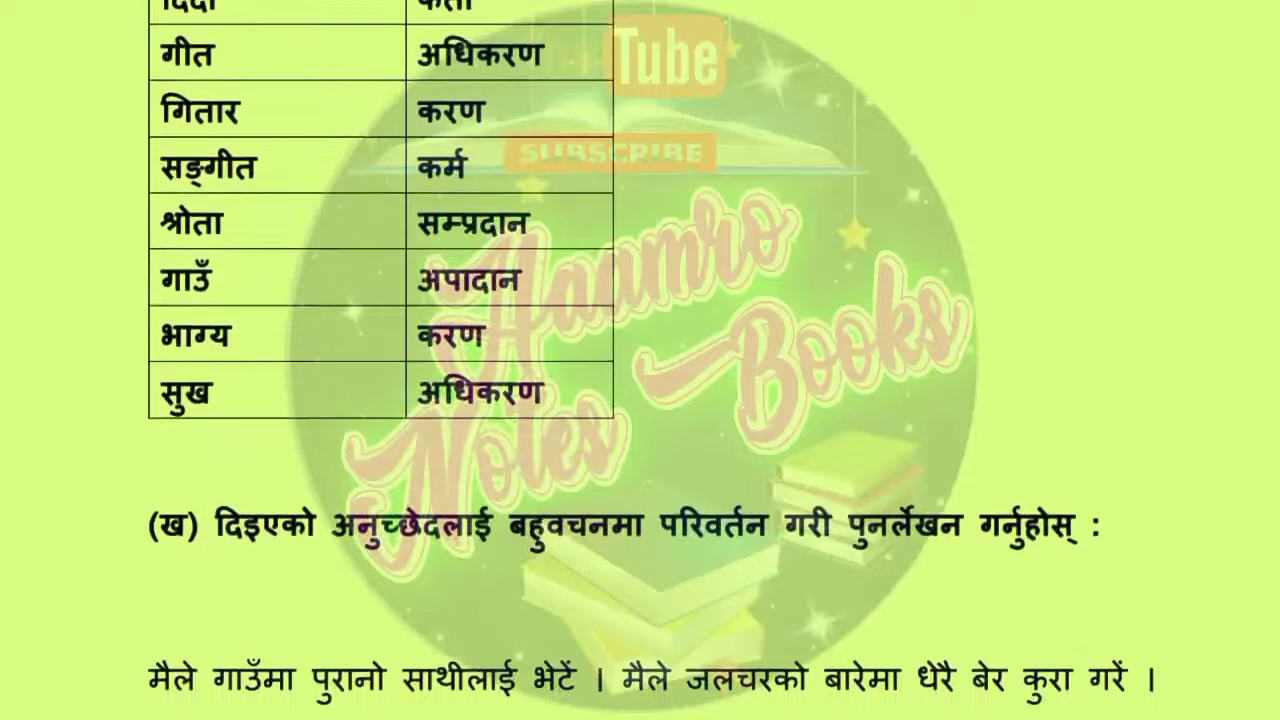 गीत अधिकरण
Tube
गितार करण
SUBSCRIBE
सङ्गीत कर्म
श्रोता सम्प्रदान
गाउँ अपादान
भाग्य करण
सुख अधिकरण
Haamro
Notes - Books
(ख) दिइएको अनुच्छेदलाई बहुवचनमा परिवर्तन गरी पुनर्लेखन गर्नुहोस् :
मैले गाउँमा पुरानो साथीलाई भेटें । मैले जलचरको बारेमा धेरै बेर कुरा गरें ।